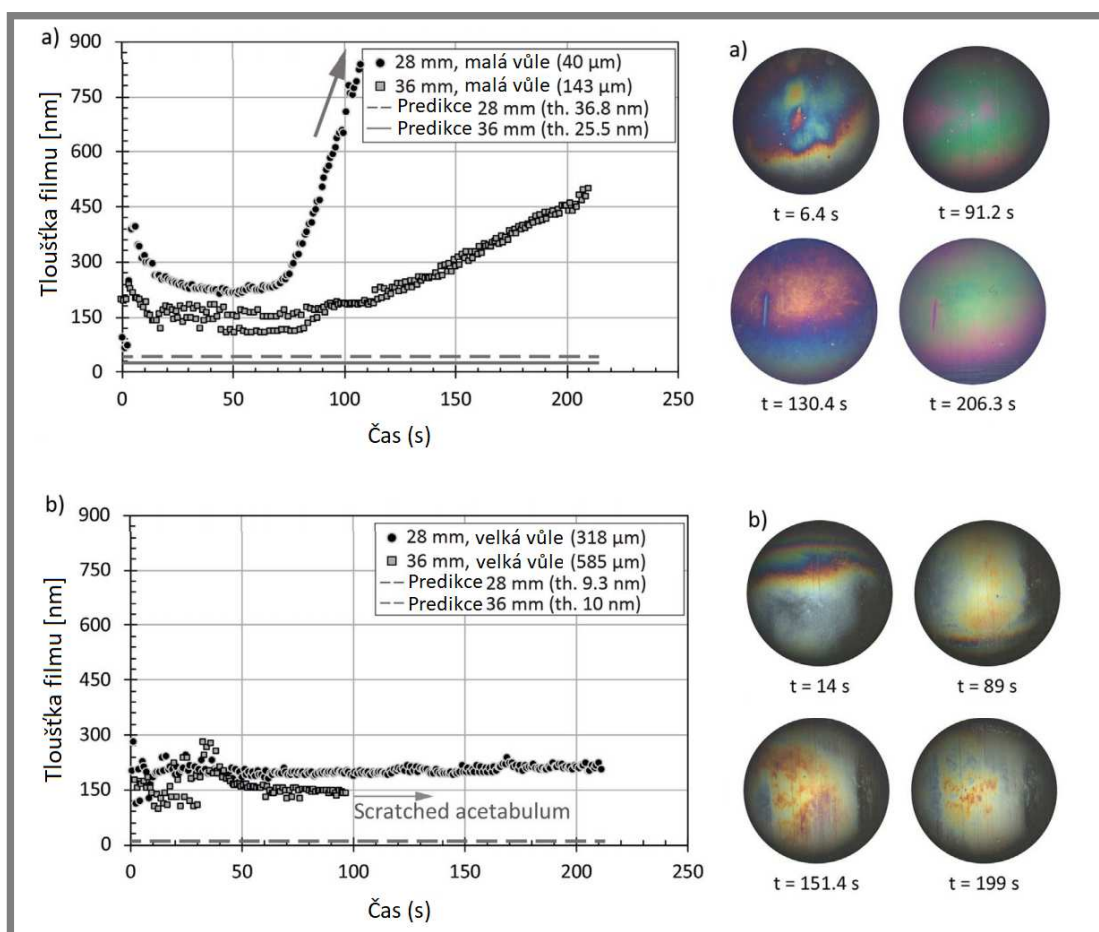 a)
900
750
600
450
300
150
0
Tloušťka filmu [nm]
28 mm, malá vůle (40 µm)
36 mm, malá vůle (143 µm)
Predikce 28 mm (th. 36.8 nm)
Predikce 36 mm (th. 25.5 nm)
0 50 100 150 200 250
Čas (s)
a)
t = 6.4 s t = 91.2 s
t = 130.4 s t = 206.3 s
b)
900
750
600
450
300
150
0
Tloušťka filmu [nm]
28 mm, velká vůle (318 µm)
36 mm, velká vůle (585 µm)
Predikce 28 mm (th. 9.3 nm)
Predikce 36 mm (th. 10 nm)
Scratched acetabulum
0 50 100 150 200 250
Čas (s)
b)
t = 14 s t = 89 s
t = 151.4 s t = 199 s